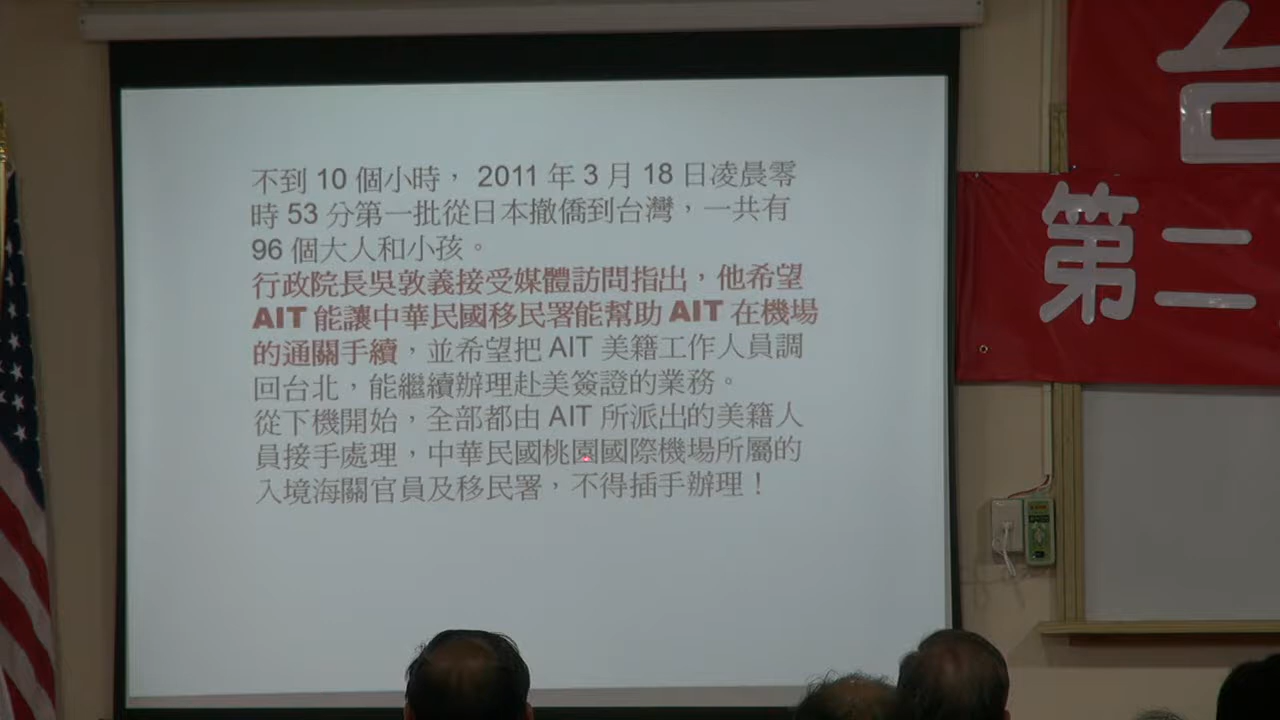 不到 10 個小時， 2011 年 3 月 18 日凌晨零
時 53 分第一批從日本撤僑到台灣，一共有
96 個大人和小孩。
行政院長吳敦義接受媒體訪問指出，他希望
AIT 能讓中華民國移民署能幫助 AIT 在機場
的通關手續，並希望把 AIT 美籍工作人員調
回台北，能繼續辦理赴美簽證的業務。
從下機開始，全部都由 AIT 所派出的美籍人
員接手處理，中華民國桃園國際機場所屬的
入境海關官員及移民署，不得插手辦理！
台
第二